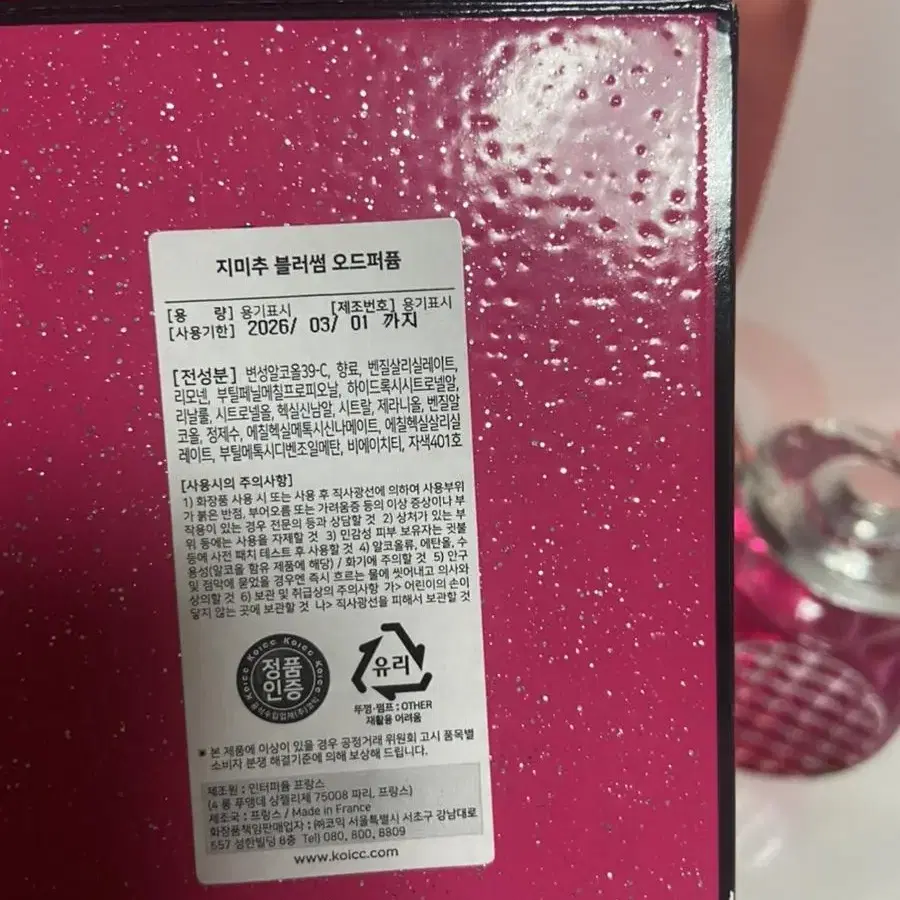 지미추 블러썸 오드퍼퓸
[용 량] 용기표시 [제조번호] 용기표시
[사용기한] 2026/ 03/ 01 까지
[전성분] 변성알코올39-C, 향료, 벤질살리실레이트,
리모넨, 부틸페닐메칠프로피오날, 하이드록시시트로넬알,
리날룰, 시트로넬올, 헥실신남알, 시트랄, 제라니올, 벤질알
코올, 정제수, 에칠헥실메톡시신나메이트, 에칠헥실살리실
레이트, 부틸메톡시디벤조일메탄, 비에이치티, 자색401호
[사용시의 주의사항]
1) 화장품 사용 시 또는 사용 후 직사광선에 의하여 사용부위
가 붉은 반점, 부어오름 또는 가려움증 등의 이상 증상이나 부
작용이 있는 경우 전문의 등과 상담할 것 2) 상처가 있는 부
위 등에는 사용을 자제할 것 3) 민감성 피부 보유자는 귓불
등에 사전 패치 테스트 후 사용할 것 4) 알코올류, 에탄올, 수
용성(알코올 함유 제품에 해당) / 화기에 주의할 것 5) 안구
및 점막에 묻었을 경우엔 즉시 흐르는 물에 씻어내고 의사와
상의할 것 6) 보관 및 취급상의 주의사항 가> 어린이의 손이
닿지 않는 곳에 보관할 것 나> 직사광선을 피해서 보관할 것
Koicc Koicc Koicc Koicc
정품
인증
공식수입업체(주)코익
유리
뚜껑·펌프 : OTHER
재활용 어려움
※ 본 제품에 이상이 있을 경우 공정거래 위원회 고시 품목별
소비자 분쟁 해결기준에 의해 보상해 드립니다.
제조원 : 인터퍼퓸 프랑스
(4 롱 푸앵데 샹젤리제 75008 파리, 프랑스)
제조국 : 프랑스 / Made in France
화장품책임판매업자 : ㈜코익 서울특별시 서초구 강남대로
557 성한빌딩 8층 Tel) 080. 800. 8809
www.koicc.com